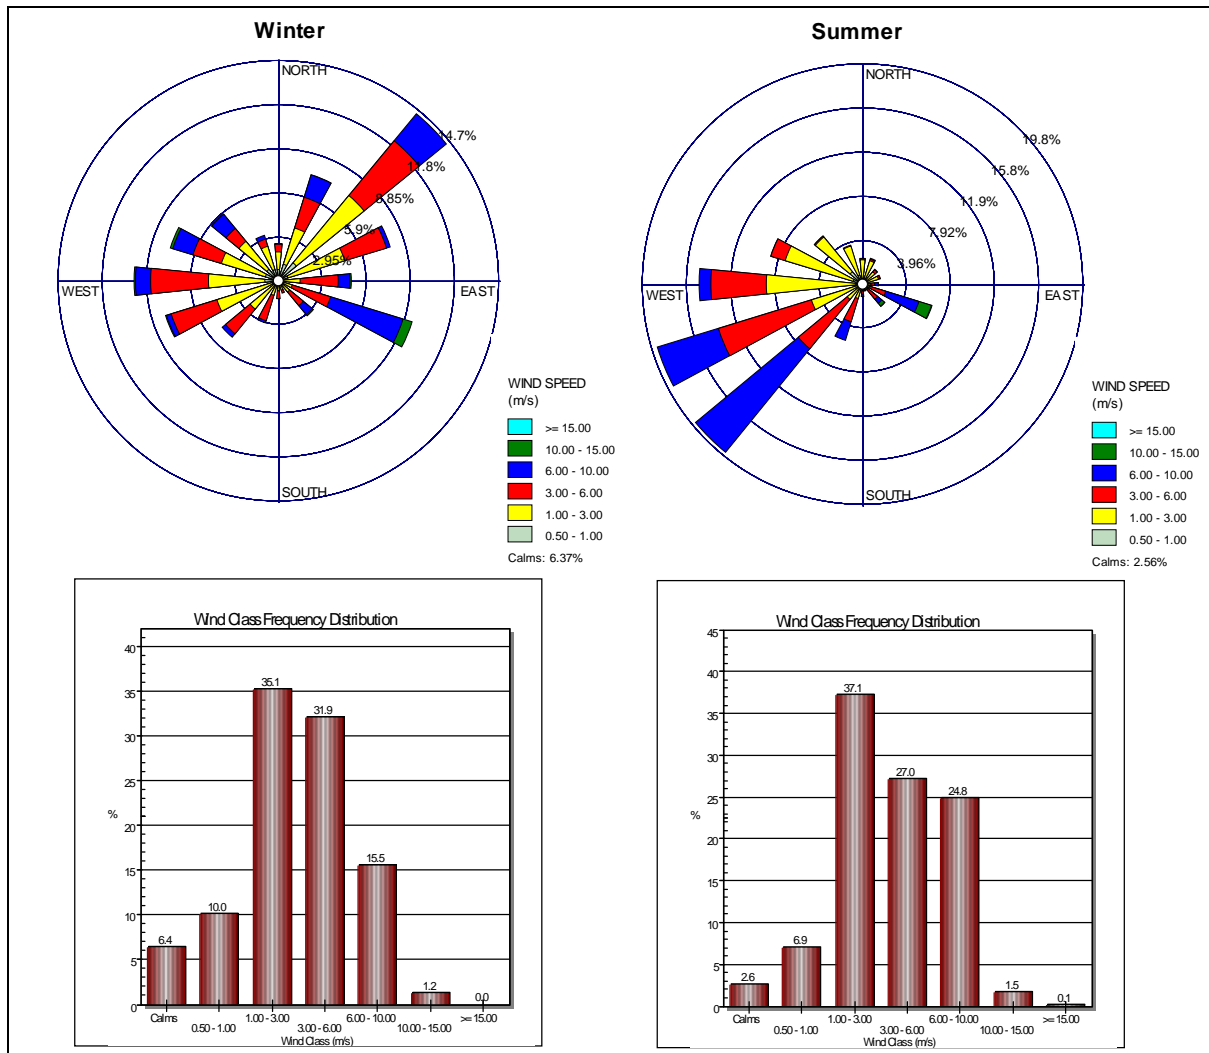 Winter
NORTH
14.7%
11.8%
8.85%
5.9%
2.95%
WEST
EAST
SOUTH
WIND SPEED
(m/s)
>= 15.00
10.00 - 15.00
6.00 - 10.00
3.00 - 6.00
1.00 - 3.00
0.50 - 1.00
Calms: 6.37%
Summer
NORTH
19.8%
15.8%
11.9%
7.92%
3.96%
WEST
EAST
SOUTH
WIND SPEED
(m/s)
>= 15.00
10.00 - 15.00
6.00 - 10.00
3.00 - 6.00
1.00 - 3.00
0.50 - 1.00
Calms: 2.56%
Wind Class Frequency Distribution
40
35
30
25
20
15
10
5
0
%
6.4
10.0
35.1
31.9
15.5
1.2
0.0
Calms
0.50 - 1.00
1.00 - 3.00
3.00 - 6.00
6.00 - 10.00
10.00 - 15.00
>= 15.00
Wind Class (m/s)
Wind Class Frequency Distribution
45
40
35
30
25
20
15
10
5
0
%
2.6
6.9
37.1
27.0
24.8
1.5
0.1
Calms
0.50 - 1.00
1.00 - 3.00
3.00 - 6.00
6.00 - 10.00
10.00 - 15.00
>= 15.00
Wind Class (m/s)